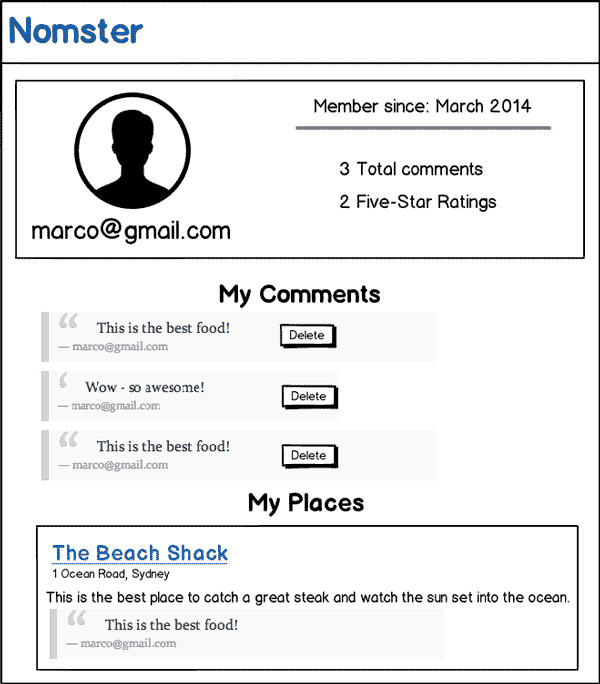 Nomster
Member since: March 2014
3 Total comments
2 Five-Star Ratings
marco@gmail.com
My Comments
“ This is the best food!
Delete
— marco@gmail.com
‘ Wow - so awesome!
Delete
— marco@gmail.com
“ This is the best food!
Delete
— marco@gmail.com
My Places
The Beach Shack
1 Ocean Road, Sydney
This is the best place to catch a great steak and watch the sun set into the ocean.
“ This is the best food!
— marco@gmail.com